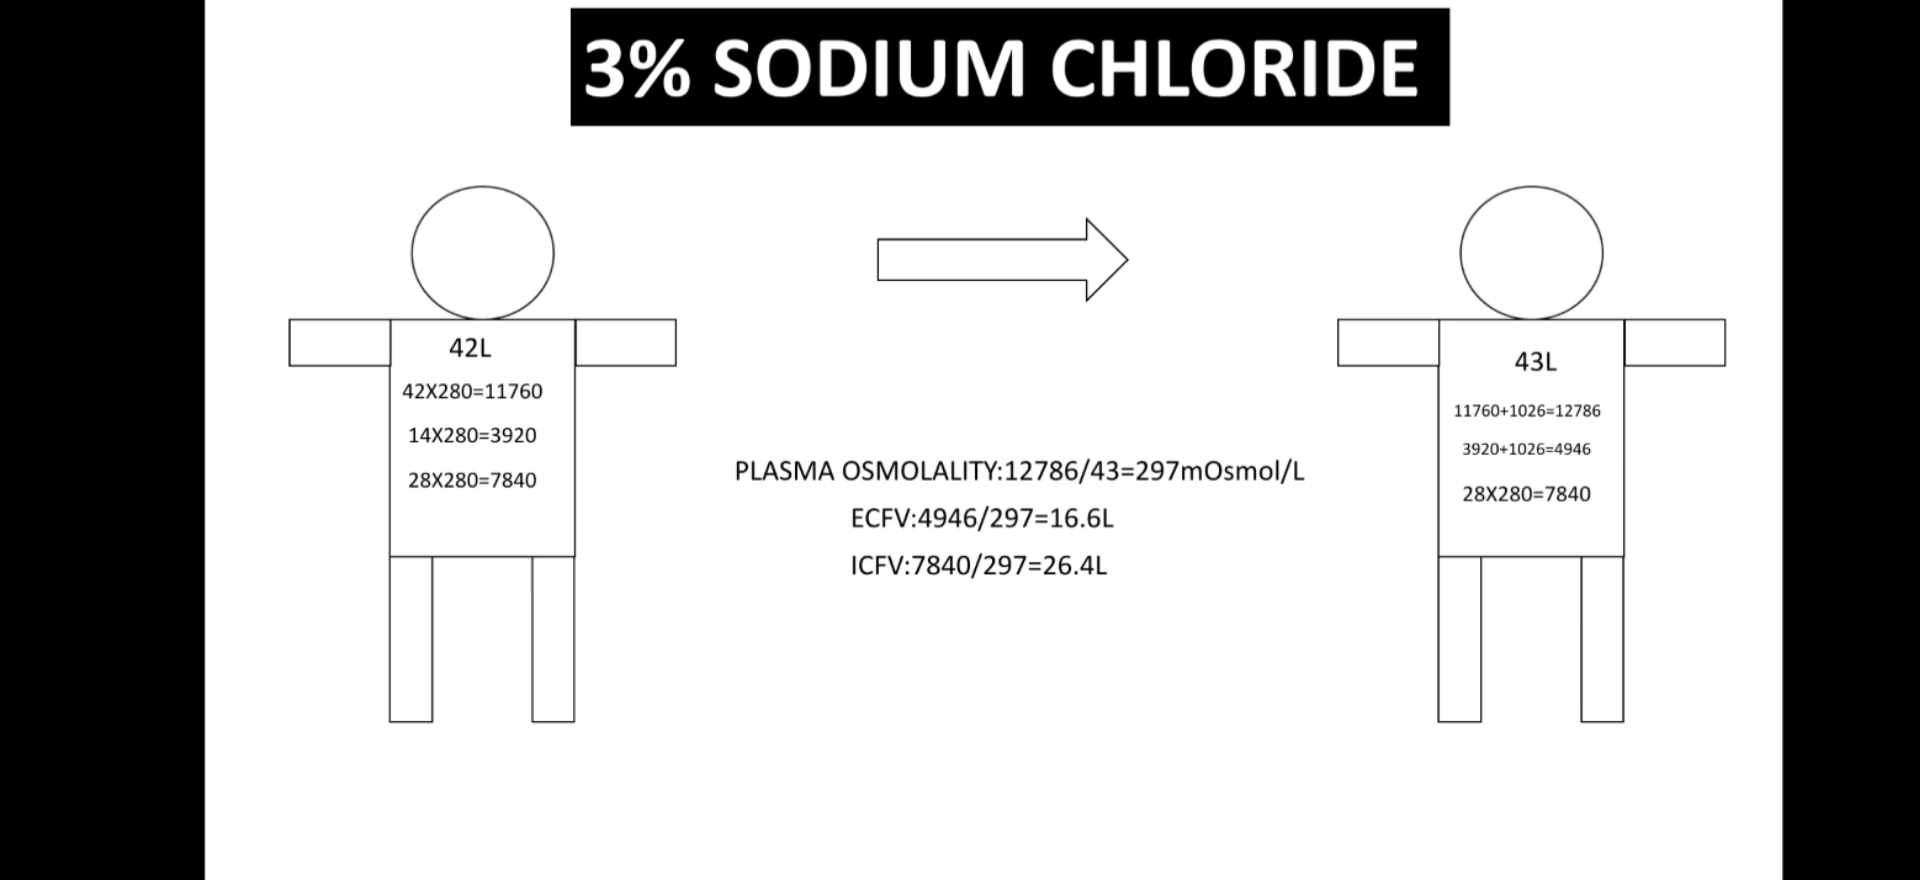 3% SODIUM CHLORIDE
42L
42X280=11760
14X280=3920
28X280=7840
PLASMA OSMOLALITY:12786/43=297mOsmol/L
ECFV:4946/297=16.6L
ICFV:7840/297=26.4L
43L
11760+1026=12786
3920+1026=4946
28X280=7840